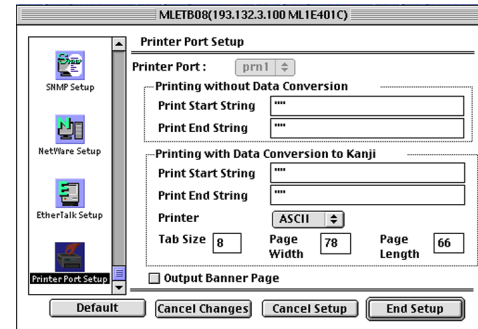 MLETB08(193.132.3.100 ML1E401C)
SNMP Setup
NetWare Setup
EtherTalk Setup
Printer Port Setup
Printer Port Setup
Printer Port : prn1
Printing without Data Conversion
Print Start String """"
Print End String """"
Printing with Data Conversion to Kanji
Print Start String """"
Print End String """"
Printer ASCII
Tab Size 8 Page Width 78 Page Length 66
Output Banner Page
Default Cancel Changes Cancel Setup End Setup